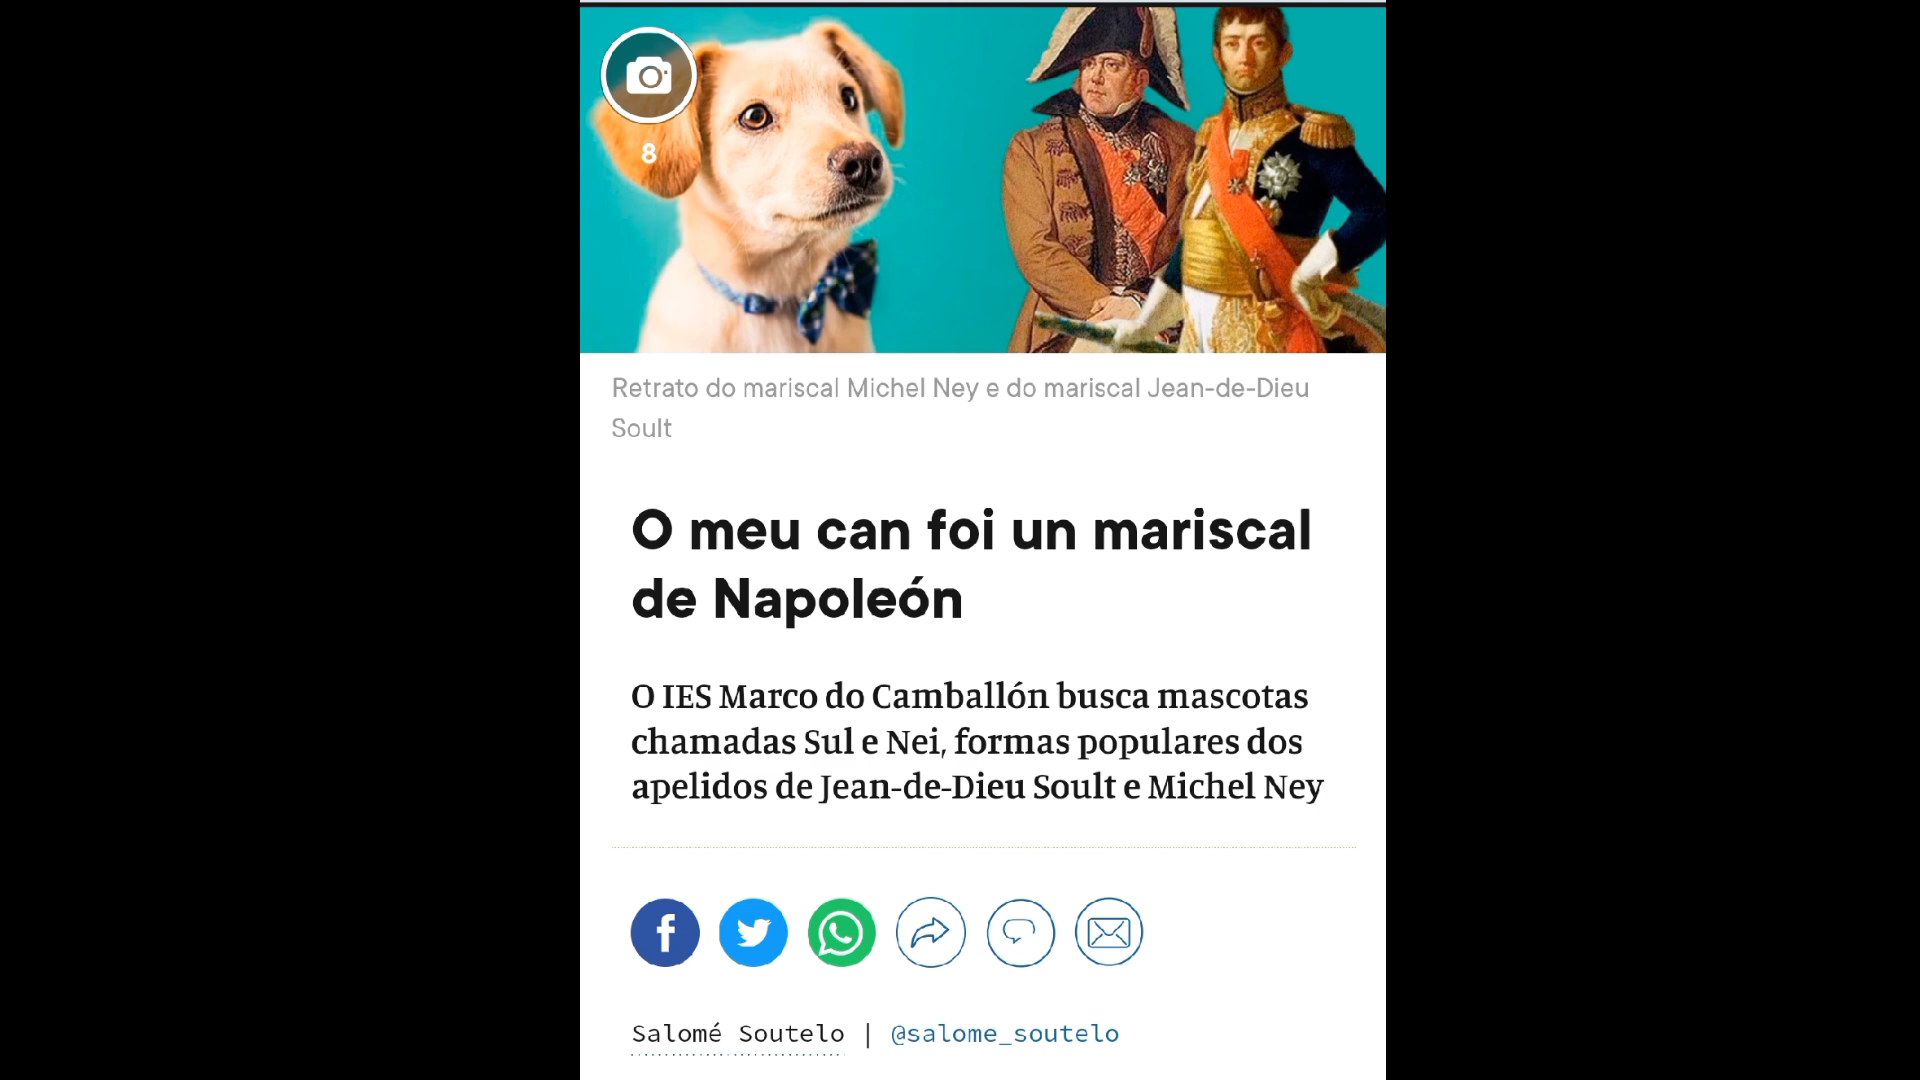 8
Retrato do mariscal Michel Ney e do mariscal Jean-de-Dieu
Soult
O meu can foi un mariscal
de Napoleón
O IES Marco do Camballón busca mascotas
chamadas Sul e Nei, formas populares dos
apelidos de Jean-de-Dieu Soult e Michel Ney
Salomé Soutelo | @salome_soutelo